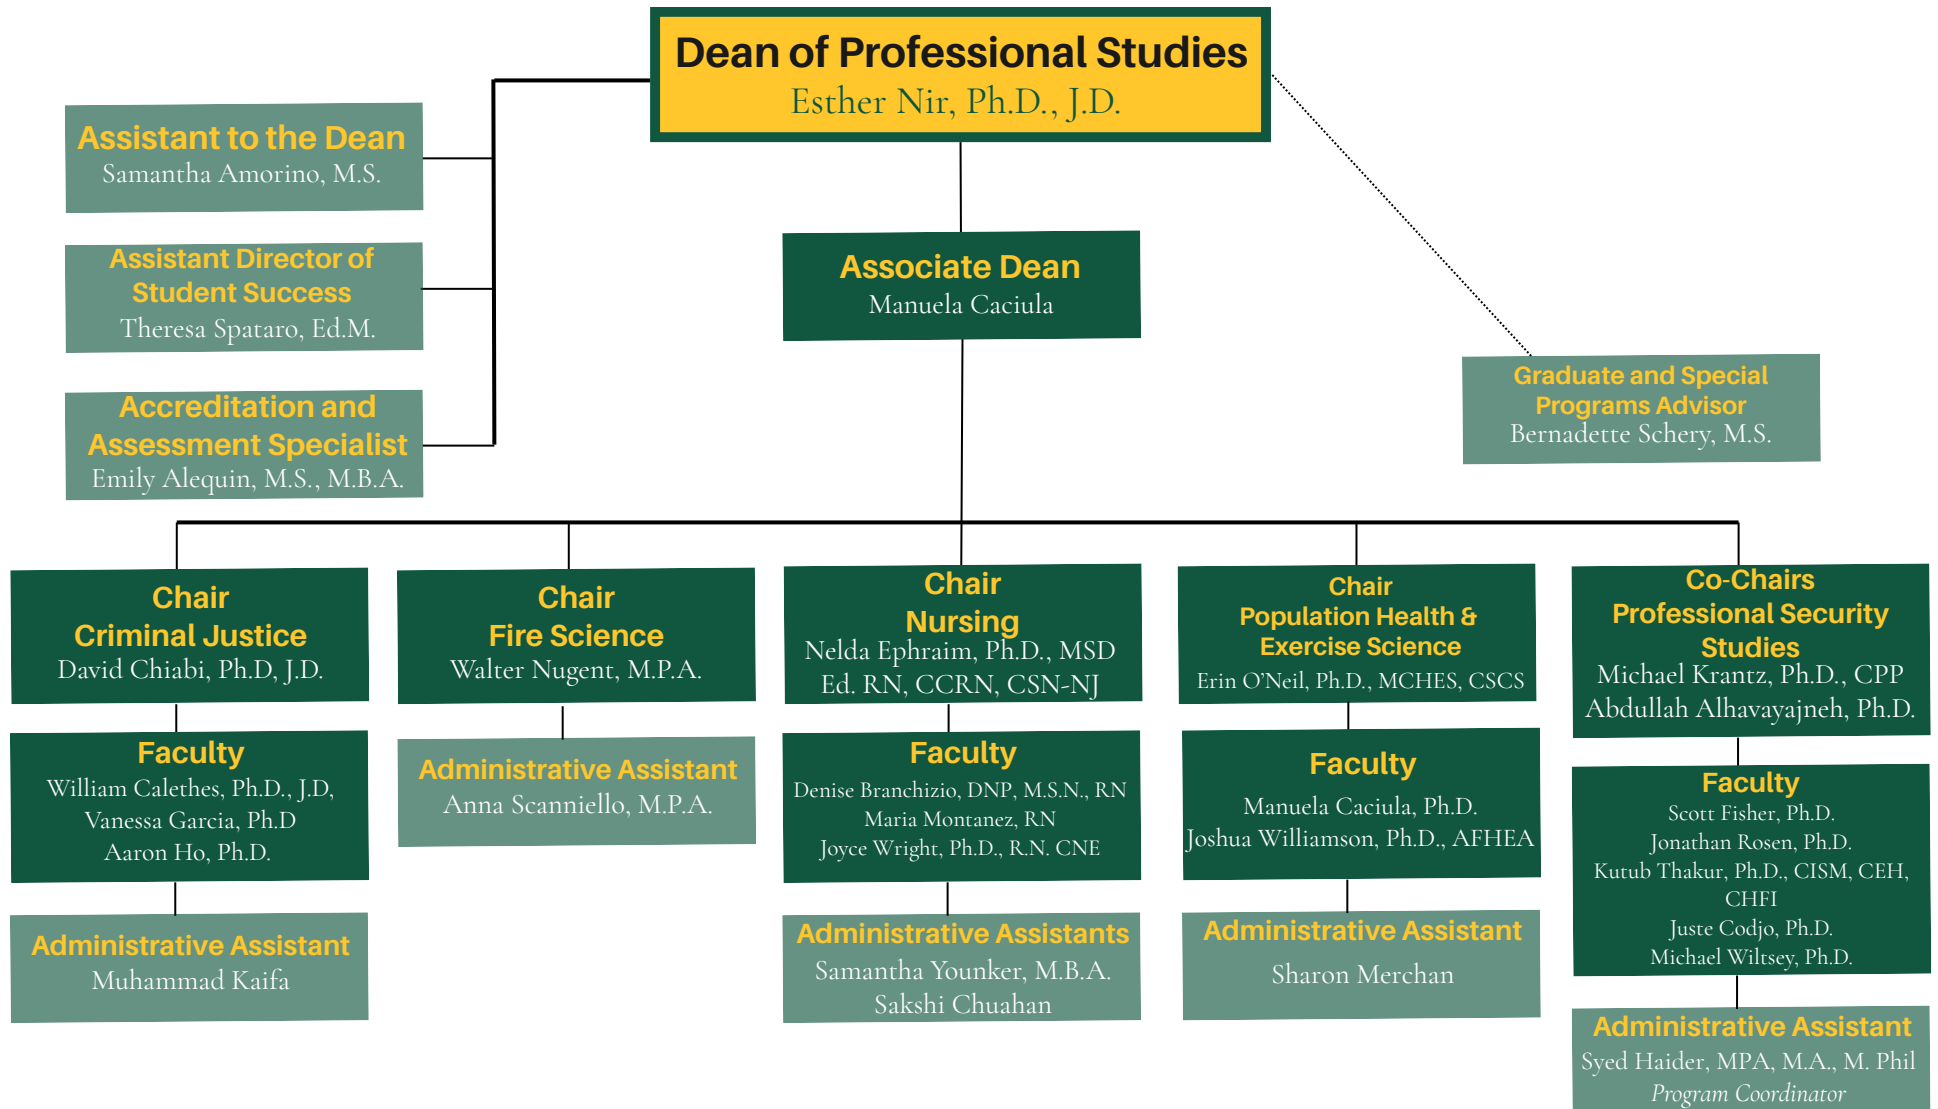 Dean of Professional Studies
Esther Nir, Ph.D., J.D.
Assistant to the Dean
Samantha Amorino, M.S.
Assistant Director of
Student Success
Theresa Spataro, Ed.M.
Accreditation and
Assessment Specialist
Emily Alequin, M.S., M.B.A.
Associate Dean
Manuela Caciula
Graduate and Special
Programs Advisor
Bernadette Schery, M.S.
Chair
Criminal Justice
David Chiabi, Ph.D, J.D.
Faculty
William Calethes, Ph.D., J.D,
Vanessa Garcia, Ph.D
Aaron Ho, Ph.D.
Administrative Assistant
Muhammad Kaifa
Chair
Fire Science
Walter Nugent, M.P.A.
Administrative Assistant
Anna Scanniello, M.P.A.
Chair
Nursing
Nelda Ephraim, Ph.D., MSD
Ed. RN, CCRN, CSN-NJ
Faculty
Denise Branchizio, DNP, M.S.N., RN
Maria Montanez, RN
Joyce Wright, Ph.D., R.N. CNE
Administrative Assistants
Samantha Younker, M.B.A.
Sakshi Chuahan
Chair
Population Health &
Exercise Science
Erin O'Neil, Ph.D., MCHES, CSCS
Faculty
Manuela Caciula, Ph.D.
Joshua Williamson, Ph.D., AFHEA
Administrative Assistant
Sharon Merchan
Co-Chairs
Professional Security
Studies
Michael Krantz, Ph.D., CPP
Abdullah Alhavayajneh, Ph.D.
Faculty
Scott Fisher, Ph.D.
Jonathan Rosen, Ph.D.
Kutub Thakur, Ph.D., CISM, CEH,
CHFI
Juste Codjo, Ph.D.
Michael Wiltsey, Ph.D.
Administrative Assistant
Syed Haider, MPA, M.A., M. Phil
Program Coordinator